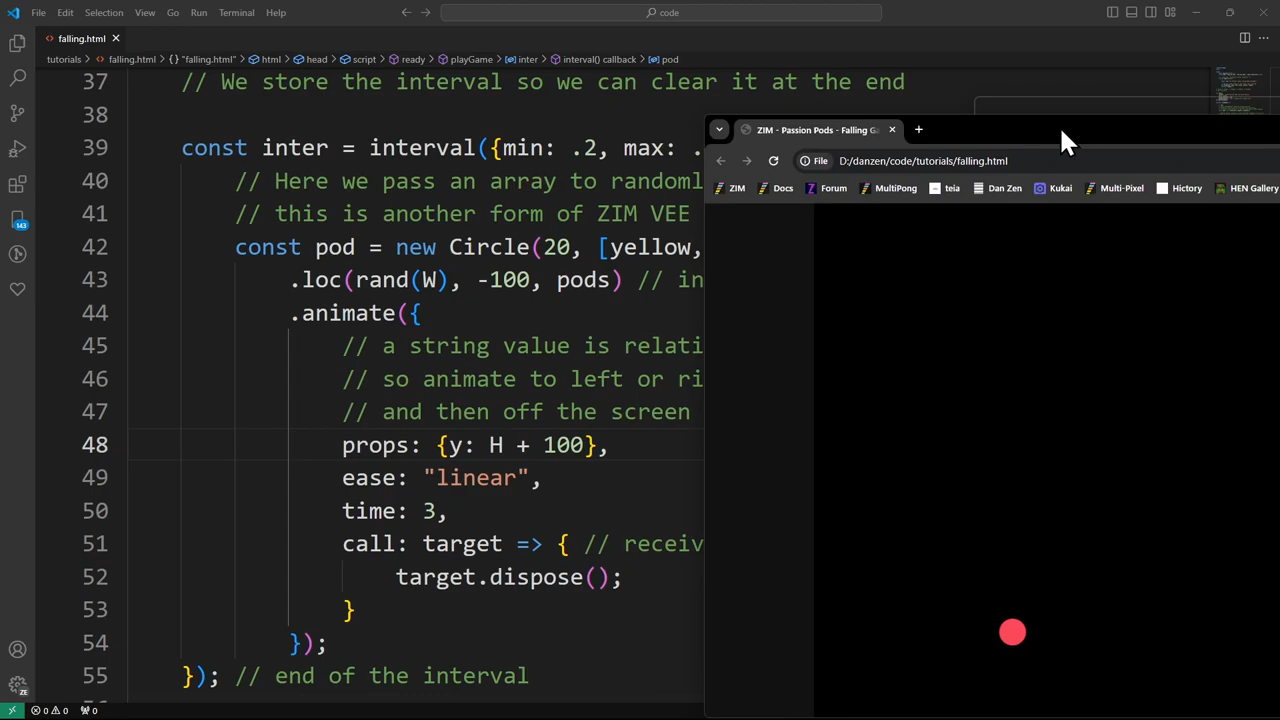 File Edit Selection View Go Run Terminal Help
code
falling.html
tutorials > falling.html > {} "falling.html" > html > head > script > ready > playGame > inter > interval() callback > pod
37 // We store the interval so we can clear it at the end
38
39 const inter = interval({min: .2, max: .
40 // Here we pass an array to randoml
41 // this is another form of ZIM VEE
42 const pod = new Circle(20, [yellow,
43 .loc(rand(W), -100, pods) // in
44 .animate({
45 // a string value is relati
46 // so animate to left or ri
47 // and then off the screen
48 props: {y: H + 100},
49 ease: "linear",
50 time: 3,
51 call: target => { // receiv
52 target.dispose();
53 }
54 });
55 }); // end of the interval
143
ZE
0 0 0
ZIM - Passion Pods - Falling Ga
File D:/danzen/code/tutorials/falling.html
ZIM Docs Forum MultiPong teia Dan Zen Kukai Multi-Pixel Hictory HEN Gallery